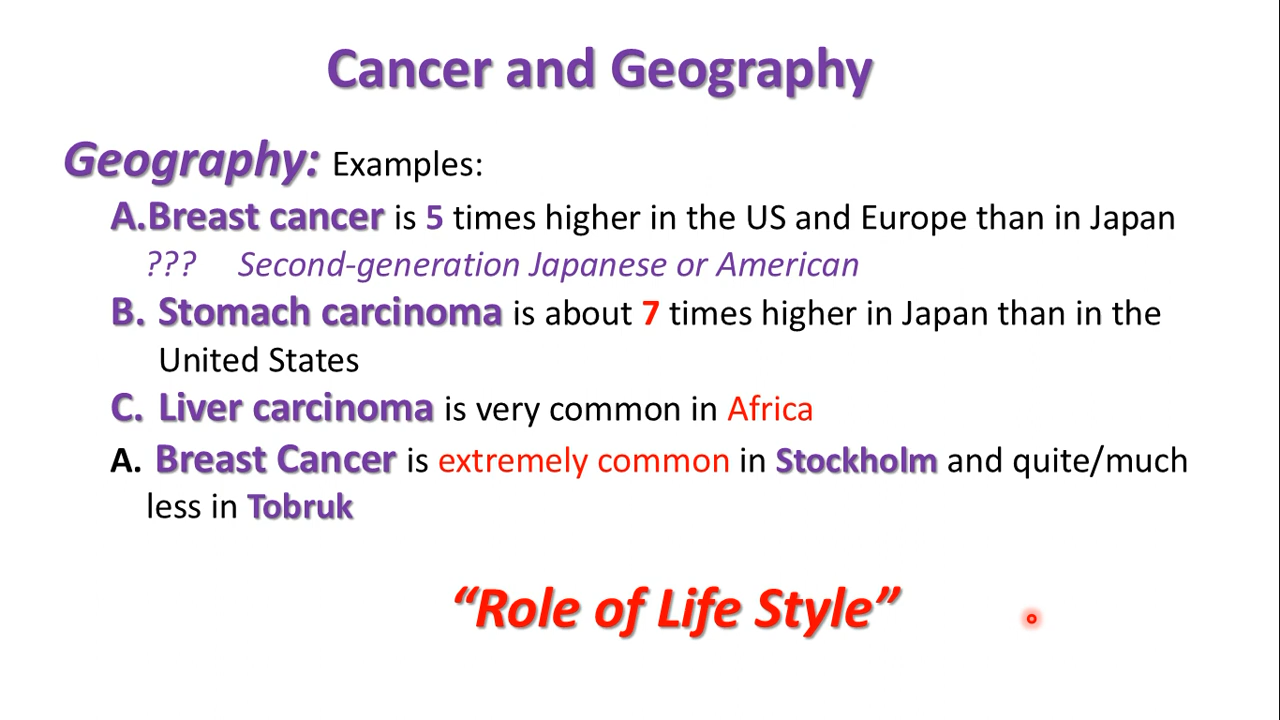 Cancer and Geography
Geography: Examples:
A.Breast cancer is 5 times higher in the US and Europe than in Japan
??? Second-generation Japanese or American
B. Stomach carcinoma is about 7 times higher in Japan than in the
United States
C. Liver carcinoma is very common in Africa
A. Breast Cancer is extremely common in Stockholm and quite/much
less in Tobruk
“Role of Life Style”